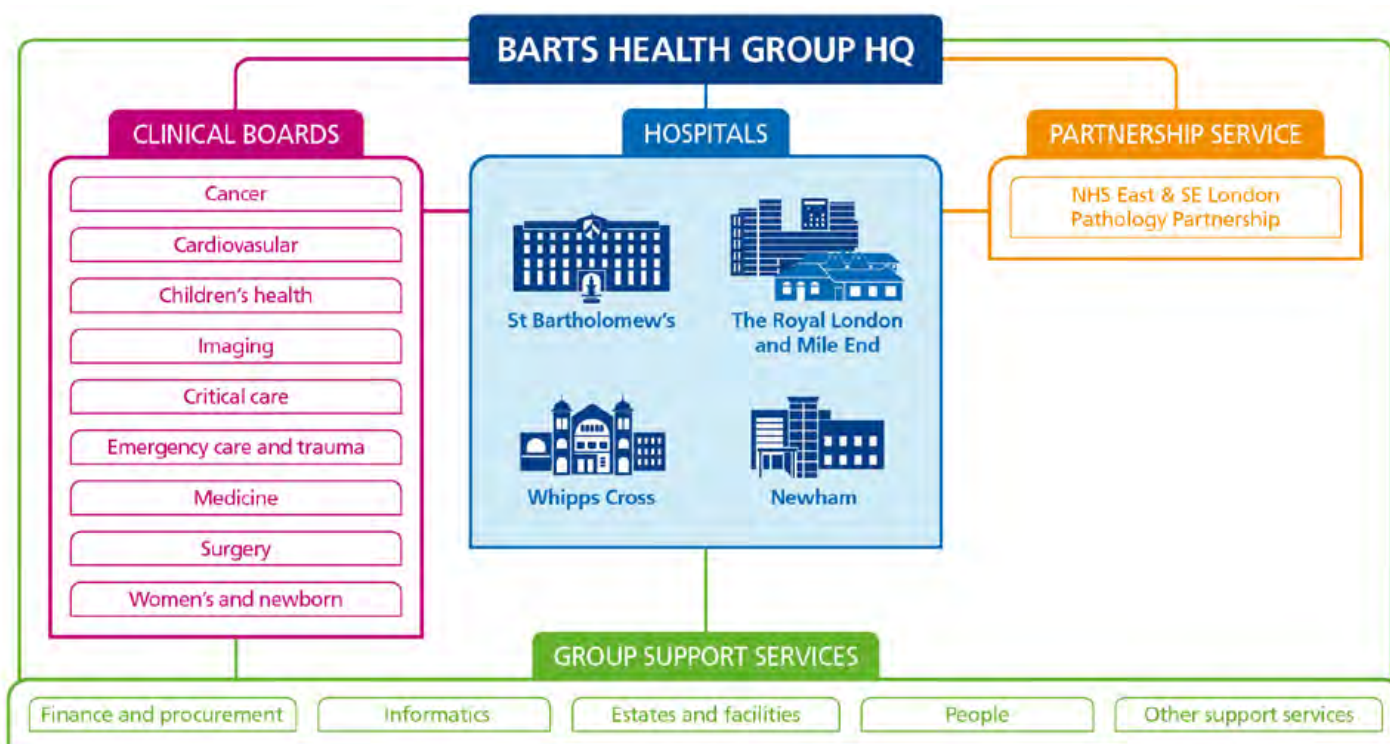 BARTS HEALTH GROUP HQ
CLINICAL BOARDS
Cancer
Cardiovasular
Children's health
Imaging
Critical care
Emergency care and trauma
Medicine
Surgery
Women's and newborn
HOSPITALS
St Bartholomew's
The Royal London
and Mile End
Whipps Cross
Newham
PARTNERSHIP SERVICE
NHS East & SE London
Pathology Partnership
GROUP SUPPORT SERVICES
Finance and procurement
Informatics
Estates and facilities
People
Other support services